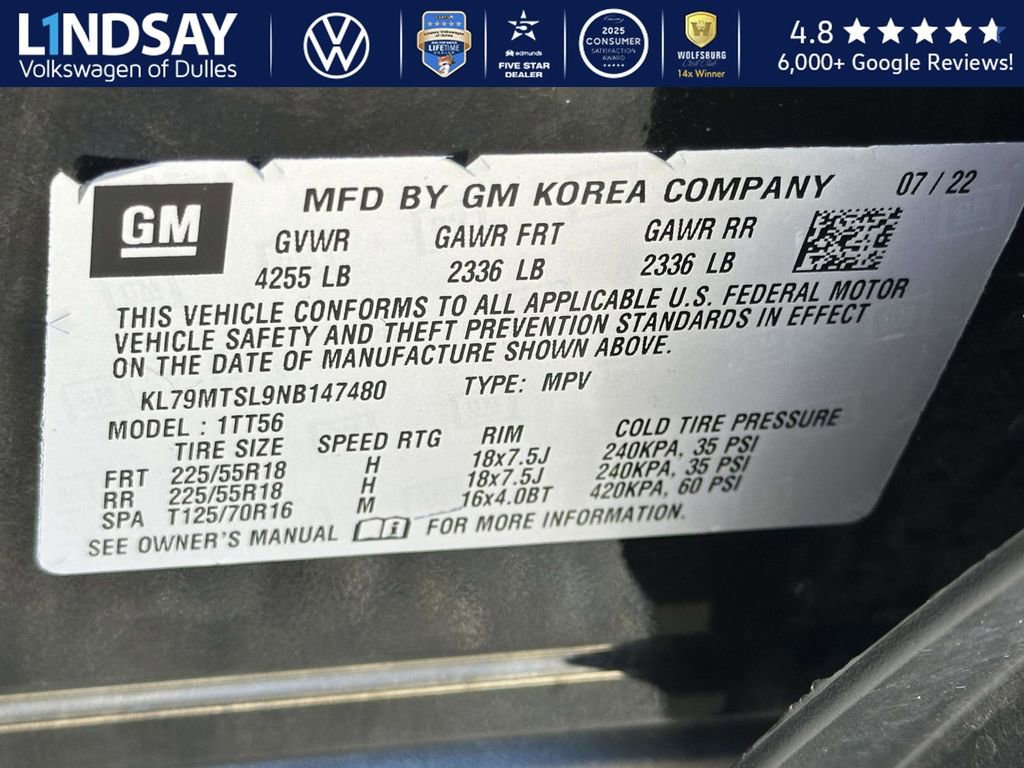 L1NDSAY
Volkswagen of Dulles
LIFETIME
edmunds
FIVE STAR
DEALER
2025
CONSUMER
SATISFACTION
AWARD
WOLFSBURG
14x Winner
4.8
6,000+ Google Reviews!
GM
MFD BY GM KOREA COMPANY 07 / 22
GVWR GAWR FRT GAWR RR
4255 LB 2336 LB 2336 LB
THIS VEHICLE CONFORMS TO ALL APPLICABLE U.S. FEDERAL MOTOR
VEHICLE SAFETY AND THEFT PREVENTION STANDARDS IN EFFECT
ON THE DATE OF MANUFACTURE SHOWN ABOVE.
KL79MTSL9NB147480 TYPE: MPV
MODEL : 1TT56
TIRE SIZE SPEED RTG RIM COLD TIRE PRESSURE
FRT 225/55R18 H 18x7.5J 240KPA, 35 PSI
RR 225/55R18 H 18x7.5J 240KPA, 35 PSI
SPA T125/70R16 M 16x4.0BT 420KPA, 60 PSI
SEE OWNER'S MANUAL FOR MORE INFORMATION.